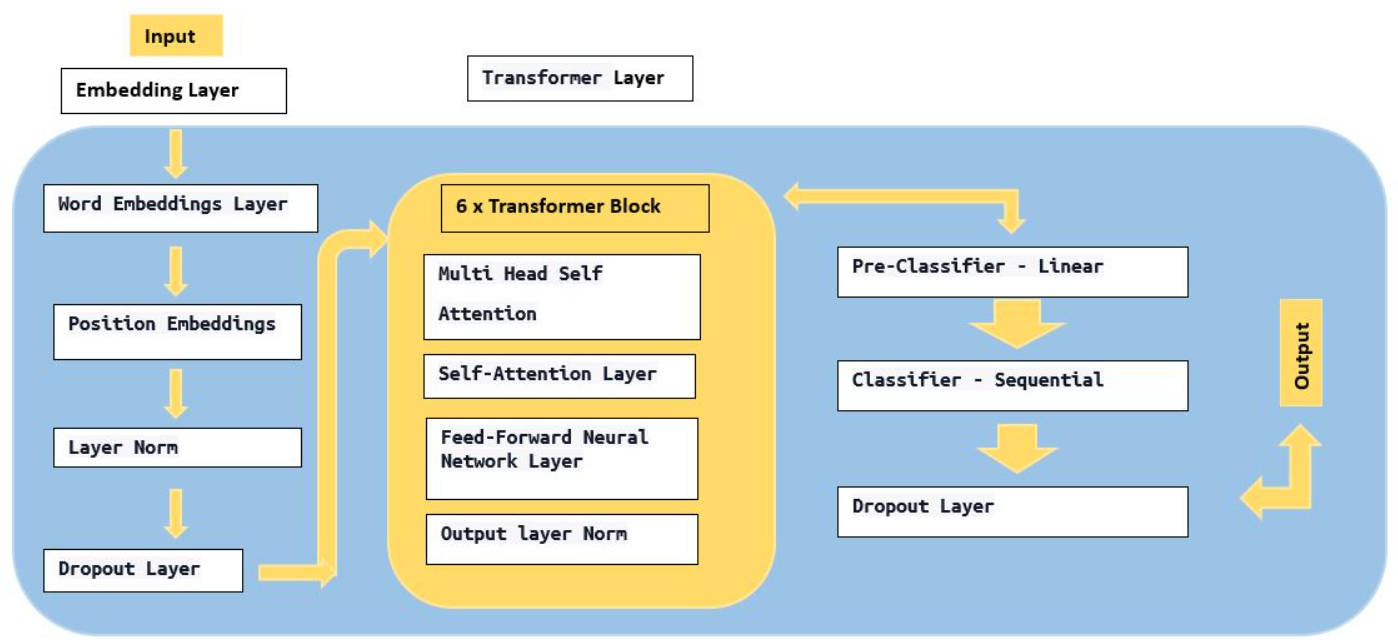 Input
Embedding Layer
Transformer Layer
Word Embeddings Layer
Position Embeddings
Layer Norm
Dropout Layer
6 x Transformer Block
Multi Head Self
Attention
Self-Attention Layer
Feed-Forward Neural
Network Layer
Output layer Norm
Pre-Classifier - Linear
Classifier - Sequential
Dropout Layer
Output